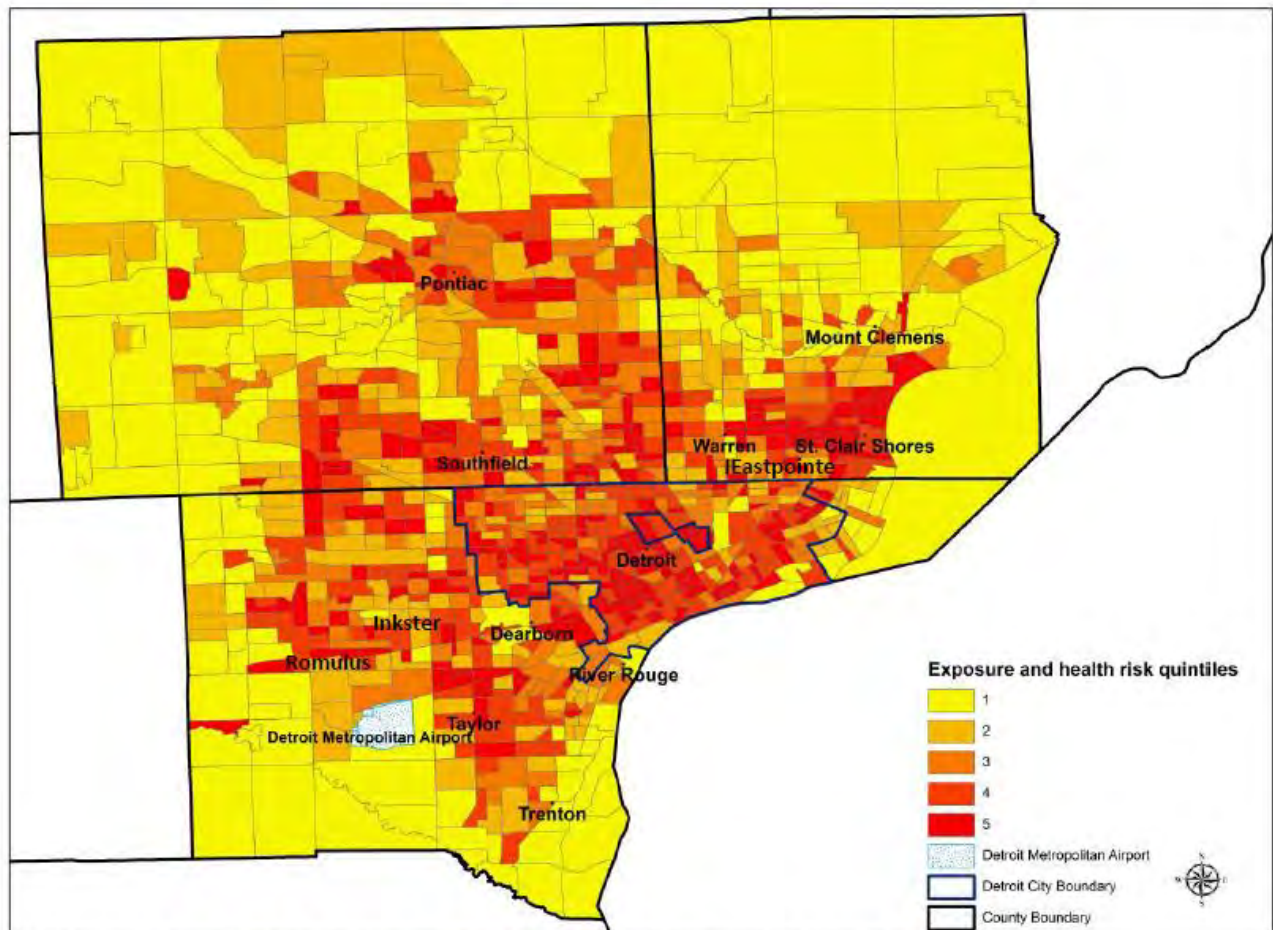 Pontiac
Mount Clemens
Warren
St. Clair Shores
Southfield
|Eastpointe
Detroit
Inkster
Dearborn
Romulus
River Rouge
Taylor
Detroit Metropolitan Airport
Trenton
Exposure and health risk quintiles
1
2
3
4
5
Detroit Metropolitan Airport
Detroit City Boundary
County Boundary